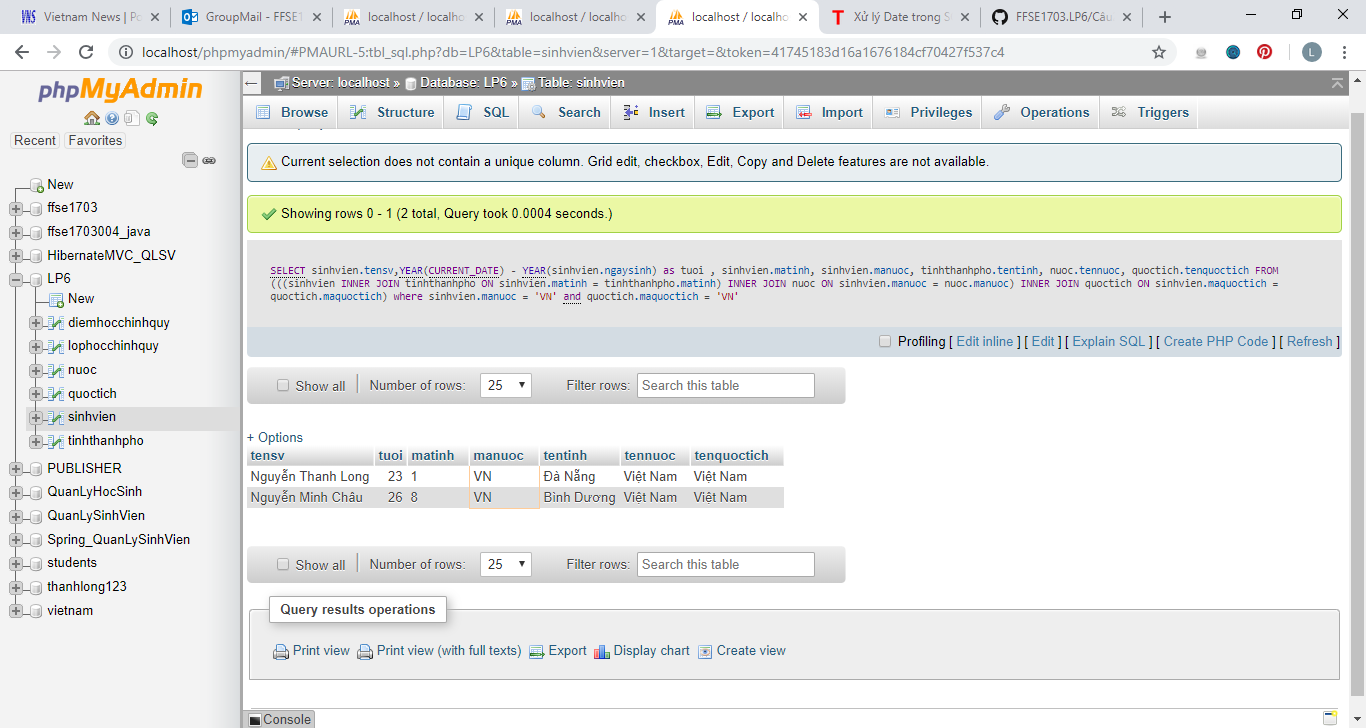 Vietnam News | Po
GroupMail - FFSE1
localhost / localho
localhost / localho
localhost / localho
Xử lý Date trong S
FFSE1703.LP6/Câu
localhost/phpmyadmin/#PMAURL-5:tbl_sql.php?db=LP6&table=sinhvien&server=1&target=&token=41745183d16a1676184cf70427f537c4
L
phpMyAdmin
Recent Favorites
New
ffse1703
ffse1703004_java
HibernateMVC_QLSV
LP6
New
diemhocchinhquy
lophocchinhquy
nuoc
quoctich
sinhvien
tinhthanhpho
PUBLISHER
QuanLyHocSinh
QuanLySinhVien
Spring_QuanLySinhVien
students
thanhlong123
vietnam
Server: localhost » Database: LP6 » Table: sinhvien
Browse Structure SQL Search Insert Export Import Privileges Operations Triggers
Current selection does not contain a unique column. Grid edit, checkbox, Edit, Copy and Delete features are not available.
Showing rows 0 - 1 (2 total, Query took 0.0004 seconds.)
SELECT sinhvien.tensv,YEAR(CURRENT_DATE) - YEAR(sinhvien.ngaysinh) as tuoi , sinhvien.matinh, sinhvien.manuoc, tinhthanhpho.tentinh, nuoc.tennuoc, quoctich.tenquoctich FROM
(((sinhvien INNER JOIN tinhthanhpho ON sinhvien.matinh = tinhthanhpho.matinh) INNER JOIN nuoc ON sinhvien.manuoc = nuoc.manuoc) INNER JOIN quoctich ON sinhvien.maquoctich =
quoctich.maquoctich) where sinhvien.manuoc = 'VN' and quoctich.maquoctich = 'VN'
Profiling [ Edit inline ] [ Edit ] [ Explain SQL ] [ Create PHP Code ] [ Refresh ]
Show all Number of rows: 25 Filter rows: Search this table
+ Options
tensv tuoi matinh manuoc tentinh tennuoc tenquoctich
Nguyễn Thanh Long 23 1 VN Đà Nẵng Việt Nam Việt Nam
Nguyễn Minh Châu 26 8 VN Bình Dương Việt Nam Việt Nam
Show all Number of rows: 25 Filter rows: Search this table
Query results operations
Print view Print view (with full texts) Export Display chart Create view
Console